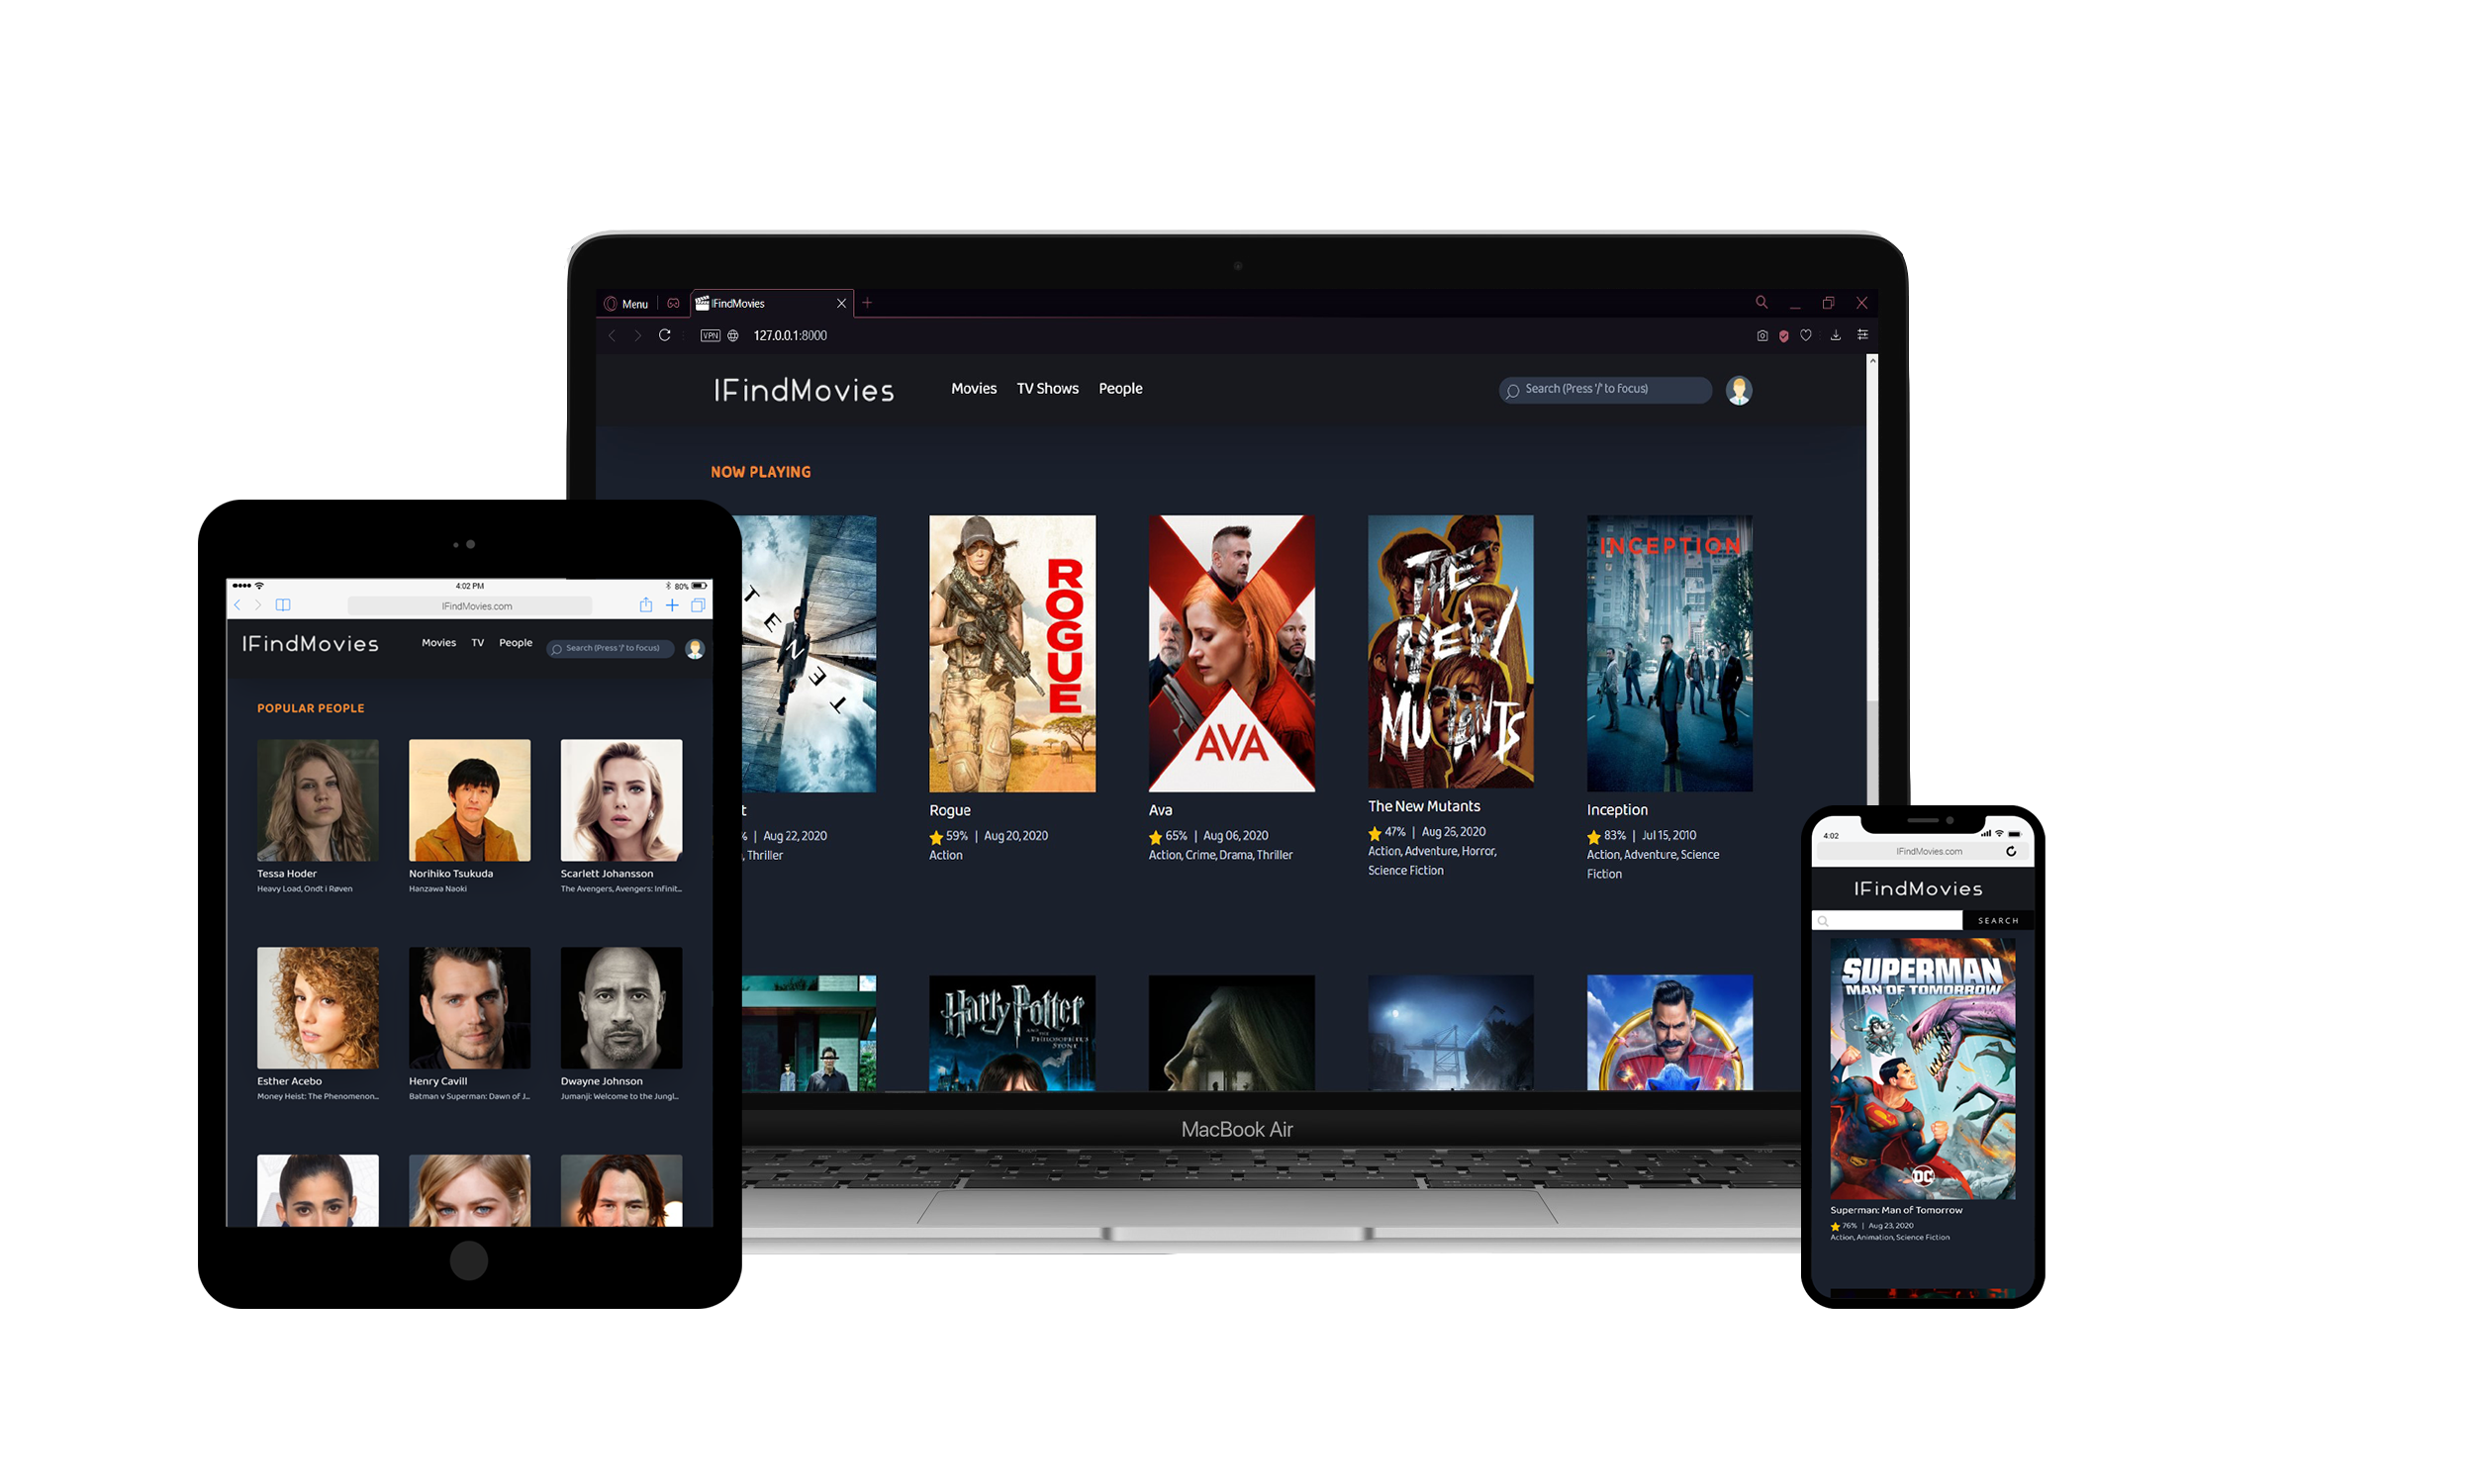 Menu
IFindMovies
VPN
127.0.0.1:8000
IFindMovies
Movies
TV Shows
People
Search (Press '/' to Focus)
NOW PLAYING
TENET
ROGUE
AVA
THE NEW MUTANTS
INCEPTION
t
% | Aug 22, 2020
, Thriller
Rogue
59% | Aug 20, 2020
Action
Ava
65% | Aug 06, 2020
Action, Crime, Drama, Thriller
The New Mutants
47% | Aug 26, 2020
Action, Adventure, Horror,
Science Fiction
Inception
83% | Jul 15, 2010
Action, Adventure, Science
Fiction
Harry Potter
AND THE
PHILOSOPHER'S
STONE
MacBook Air
4:02 PM
80%
IFindMovies.com
IFindMovies
Movies
TV
People
Search (Press '/' to focus)
POPULAR PEOPLE
Tessa Hoder
Heavy Load, Ondt i Røven
Norihiko Tsukuda
Hanzawa Naoki
Scarlett Johansson
The Avengers, Avengers: Infinit...
Esther Acebo
Money Heist: The Phenomenon...
Henry Cavill
Batman v Superman: Dawn of J...
Dwayne Johnson
Jumanji: Welcome to the Jungl...
4:02
IFindMovies.com
IFindMovies
SEARCH
SUPERMAN
MAN OF TOMORROW
DC
Superman: Man of Tomorrow
76% | Aug 23, 2020
Action, Animation, Science Fiction